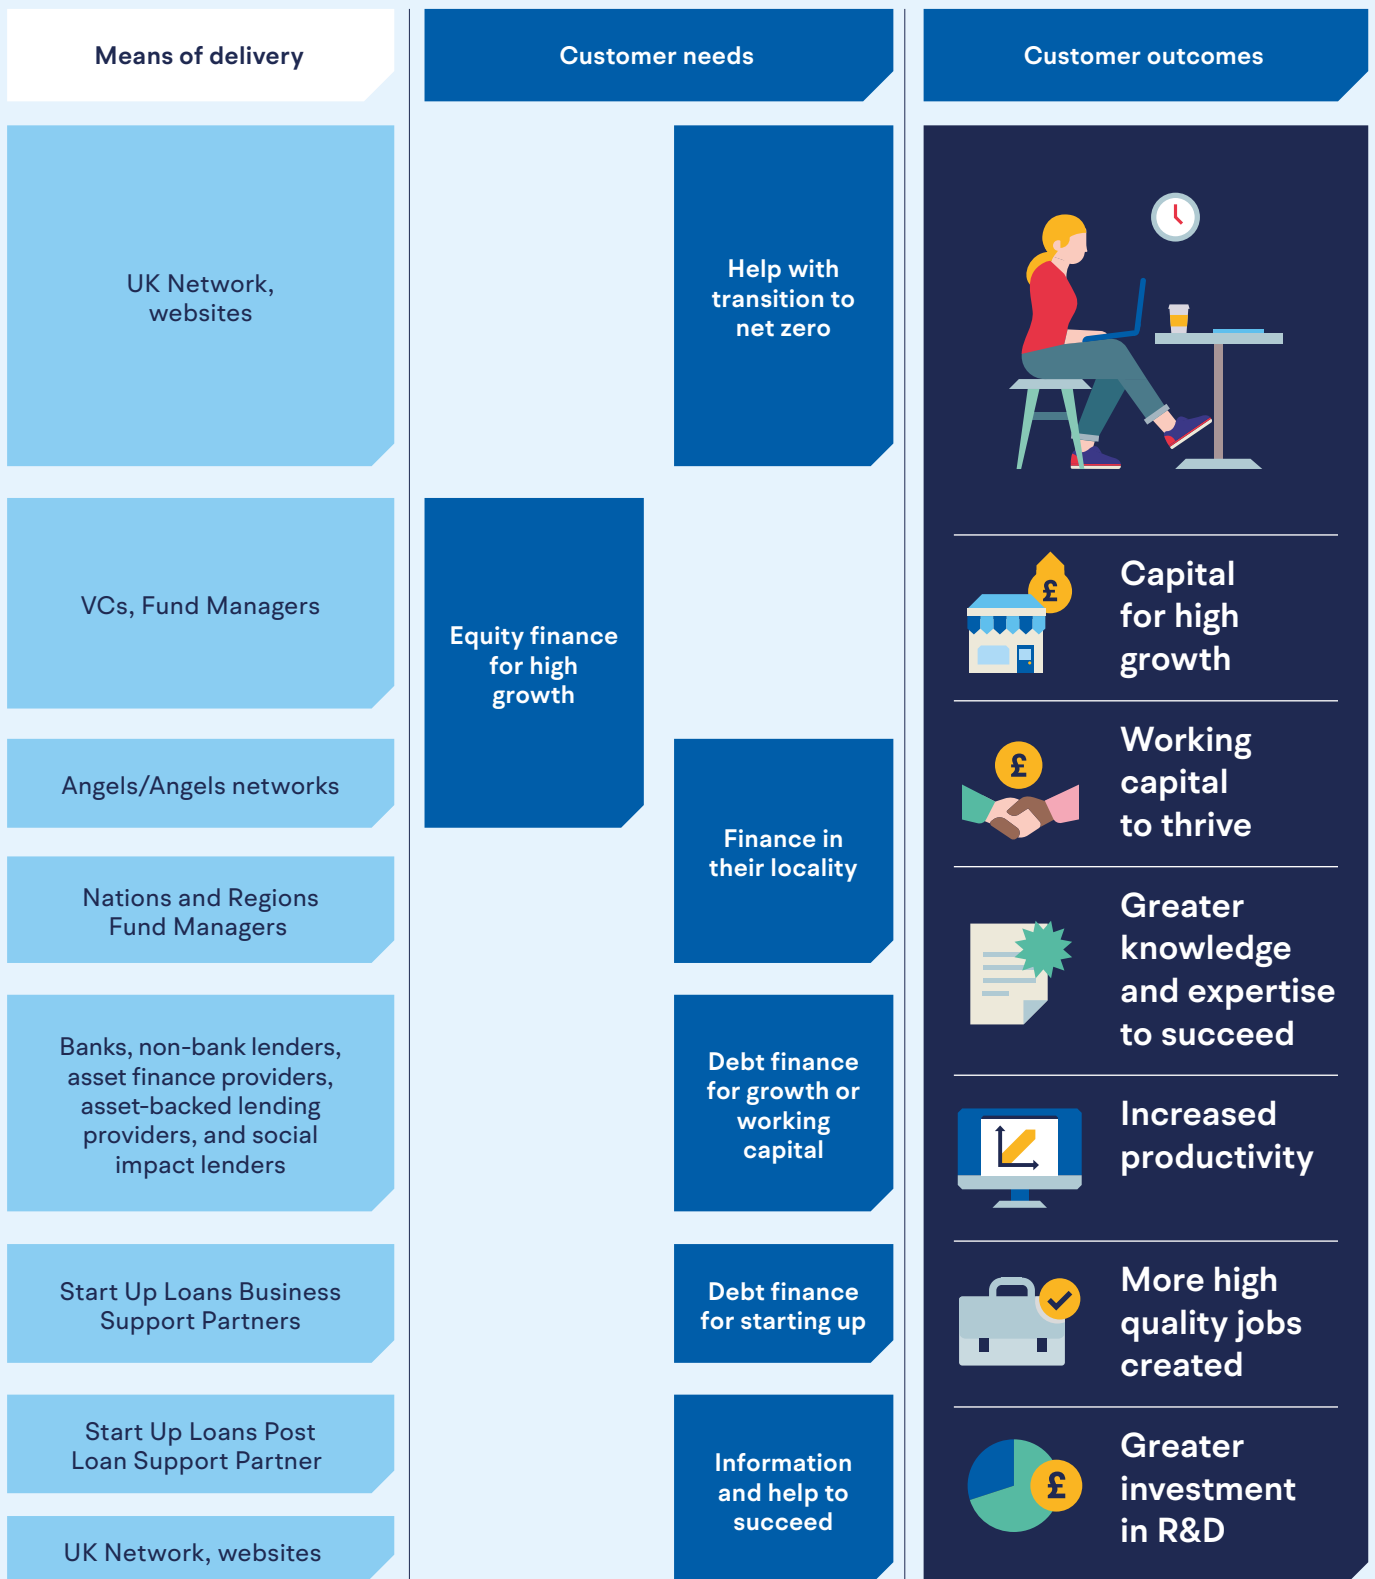 Means of delivery
Customer needs
Customer outcomes
UK Network,
websites
Help with
transition to
net zero
VCs, Fund Managers
Equity finance
for high
growth
Angels/Angels networks
Finance in
their locality
Nations and Regions
Fund Managers
Banks, non-bank lenders,
asset finance providers,
asset-backed lending
providers, and social
impact lenders
Debt finance
for growth or
working
capital
Start Up Loans Business
Support Partners
Debt finance
for starting up
Start Up Loans Post
Loan Support Partner
Information
and help to
succeed
UK Network, websites
£
Capital
for high
growth
£
Working
capital
to thrive
Greater
knowledge
and expertise
to succeed
Increased
productivity
More high
quality jobs
created
£
Greater
investment
in R&D